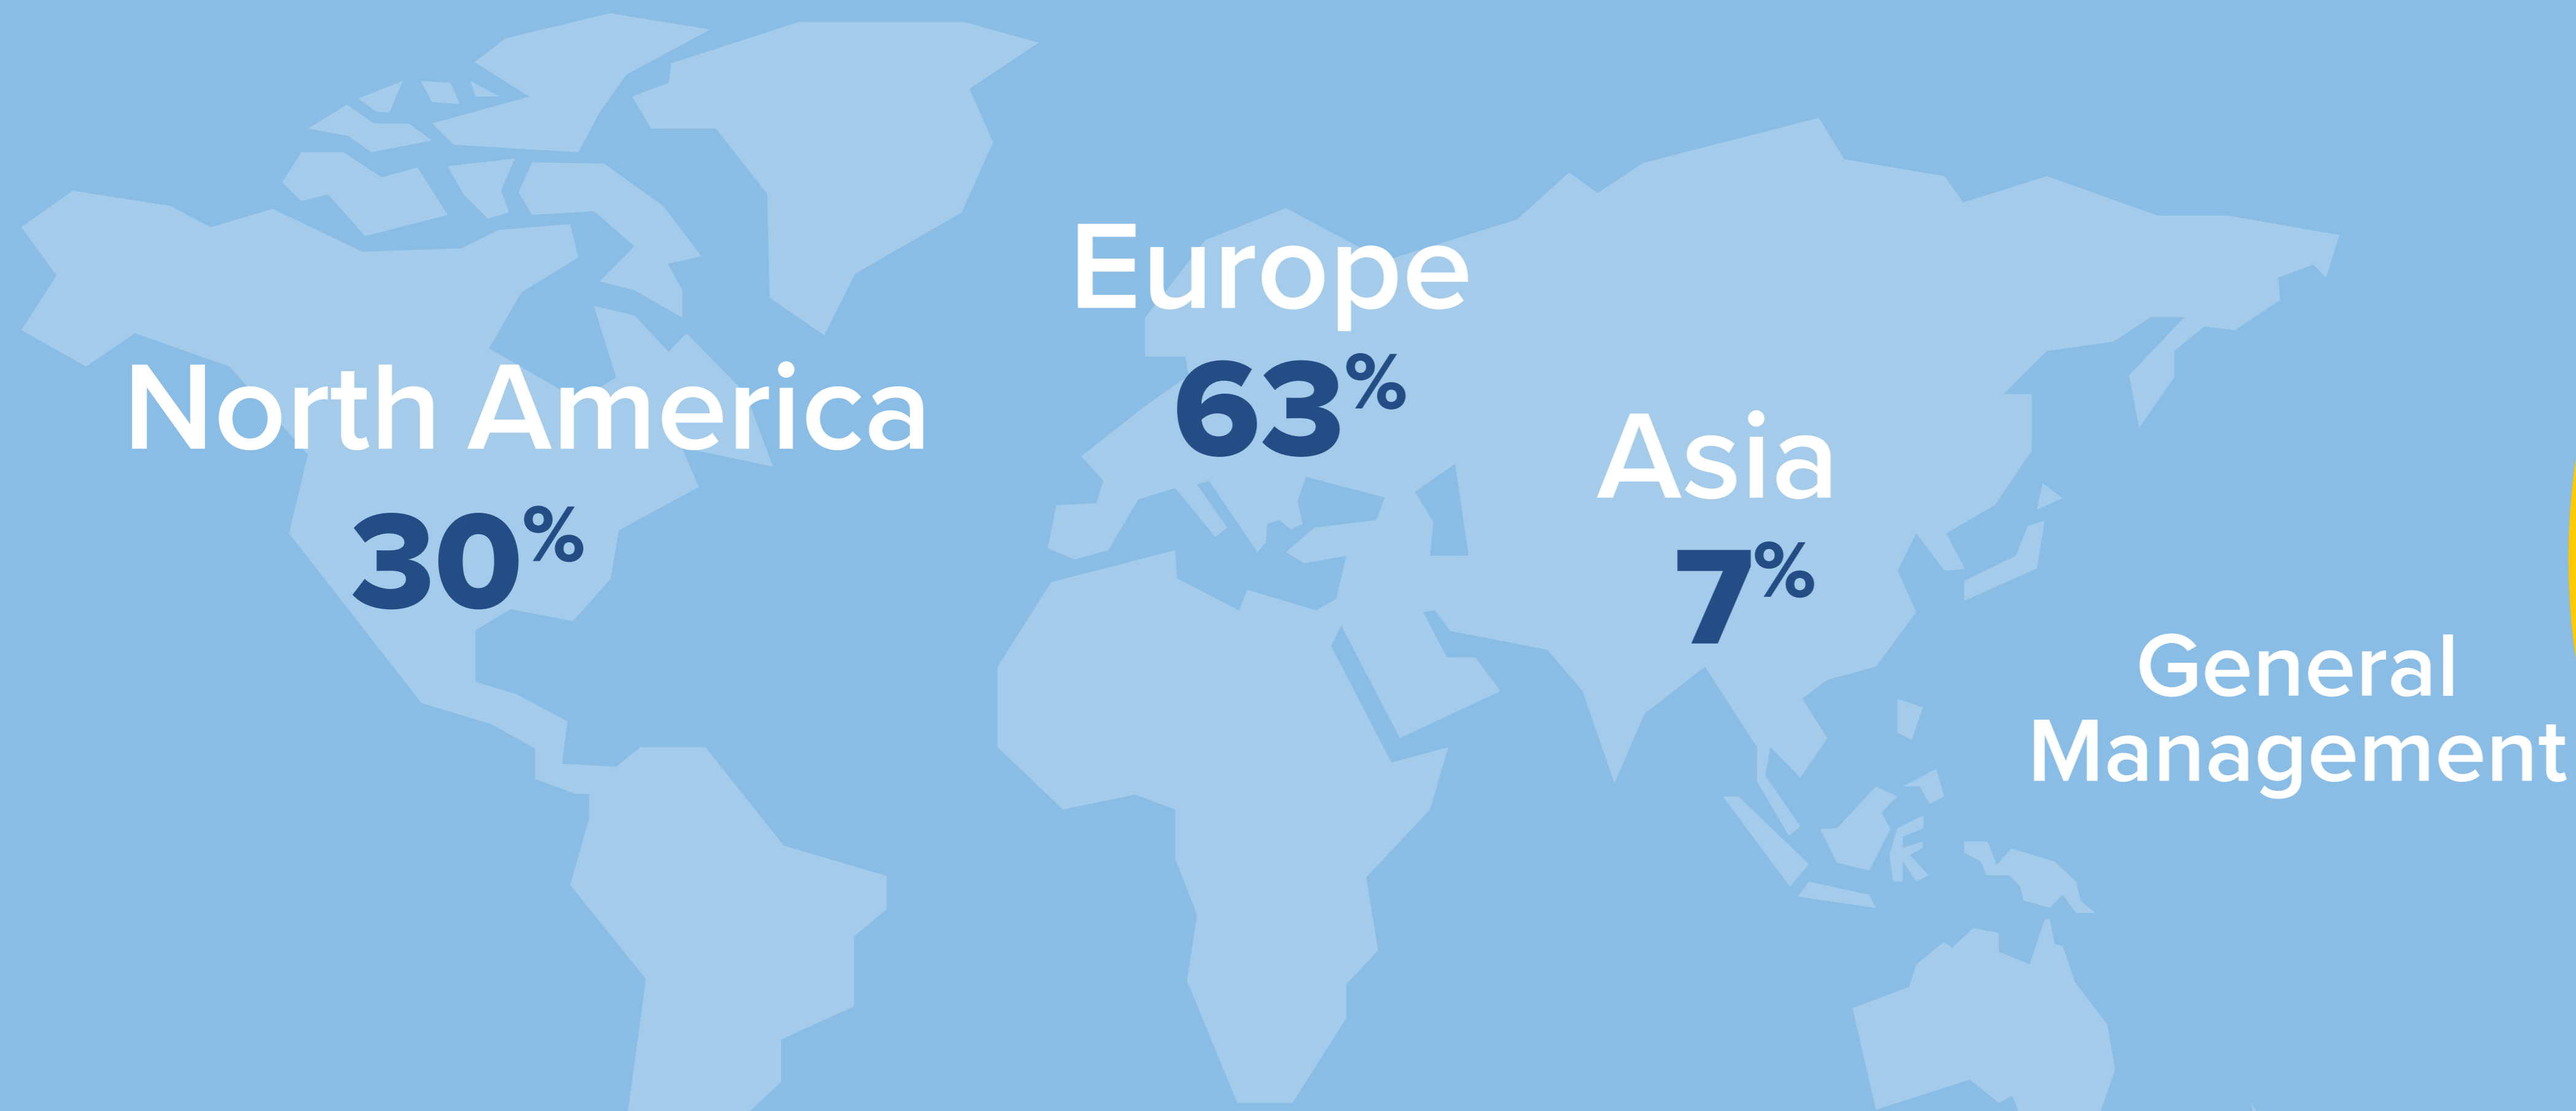 North America
30%
Europe
63%
Asia
7%
General
Management